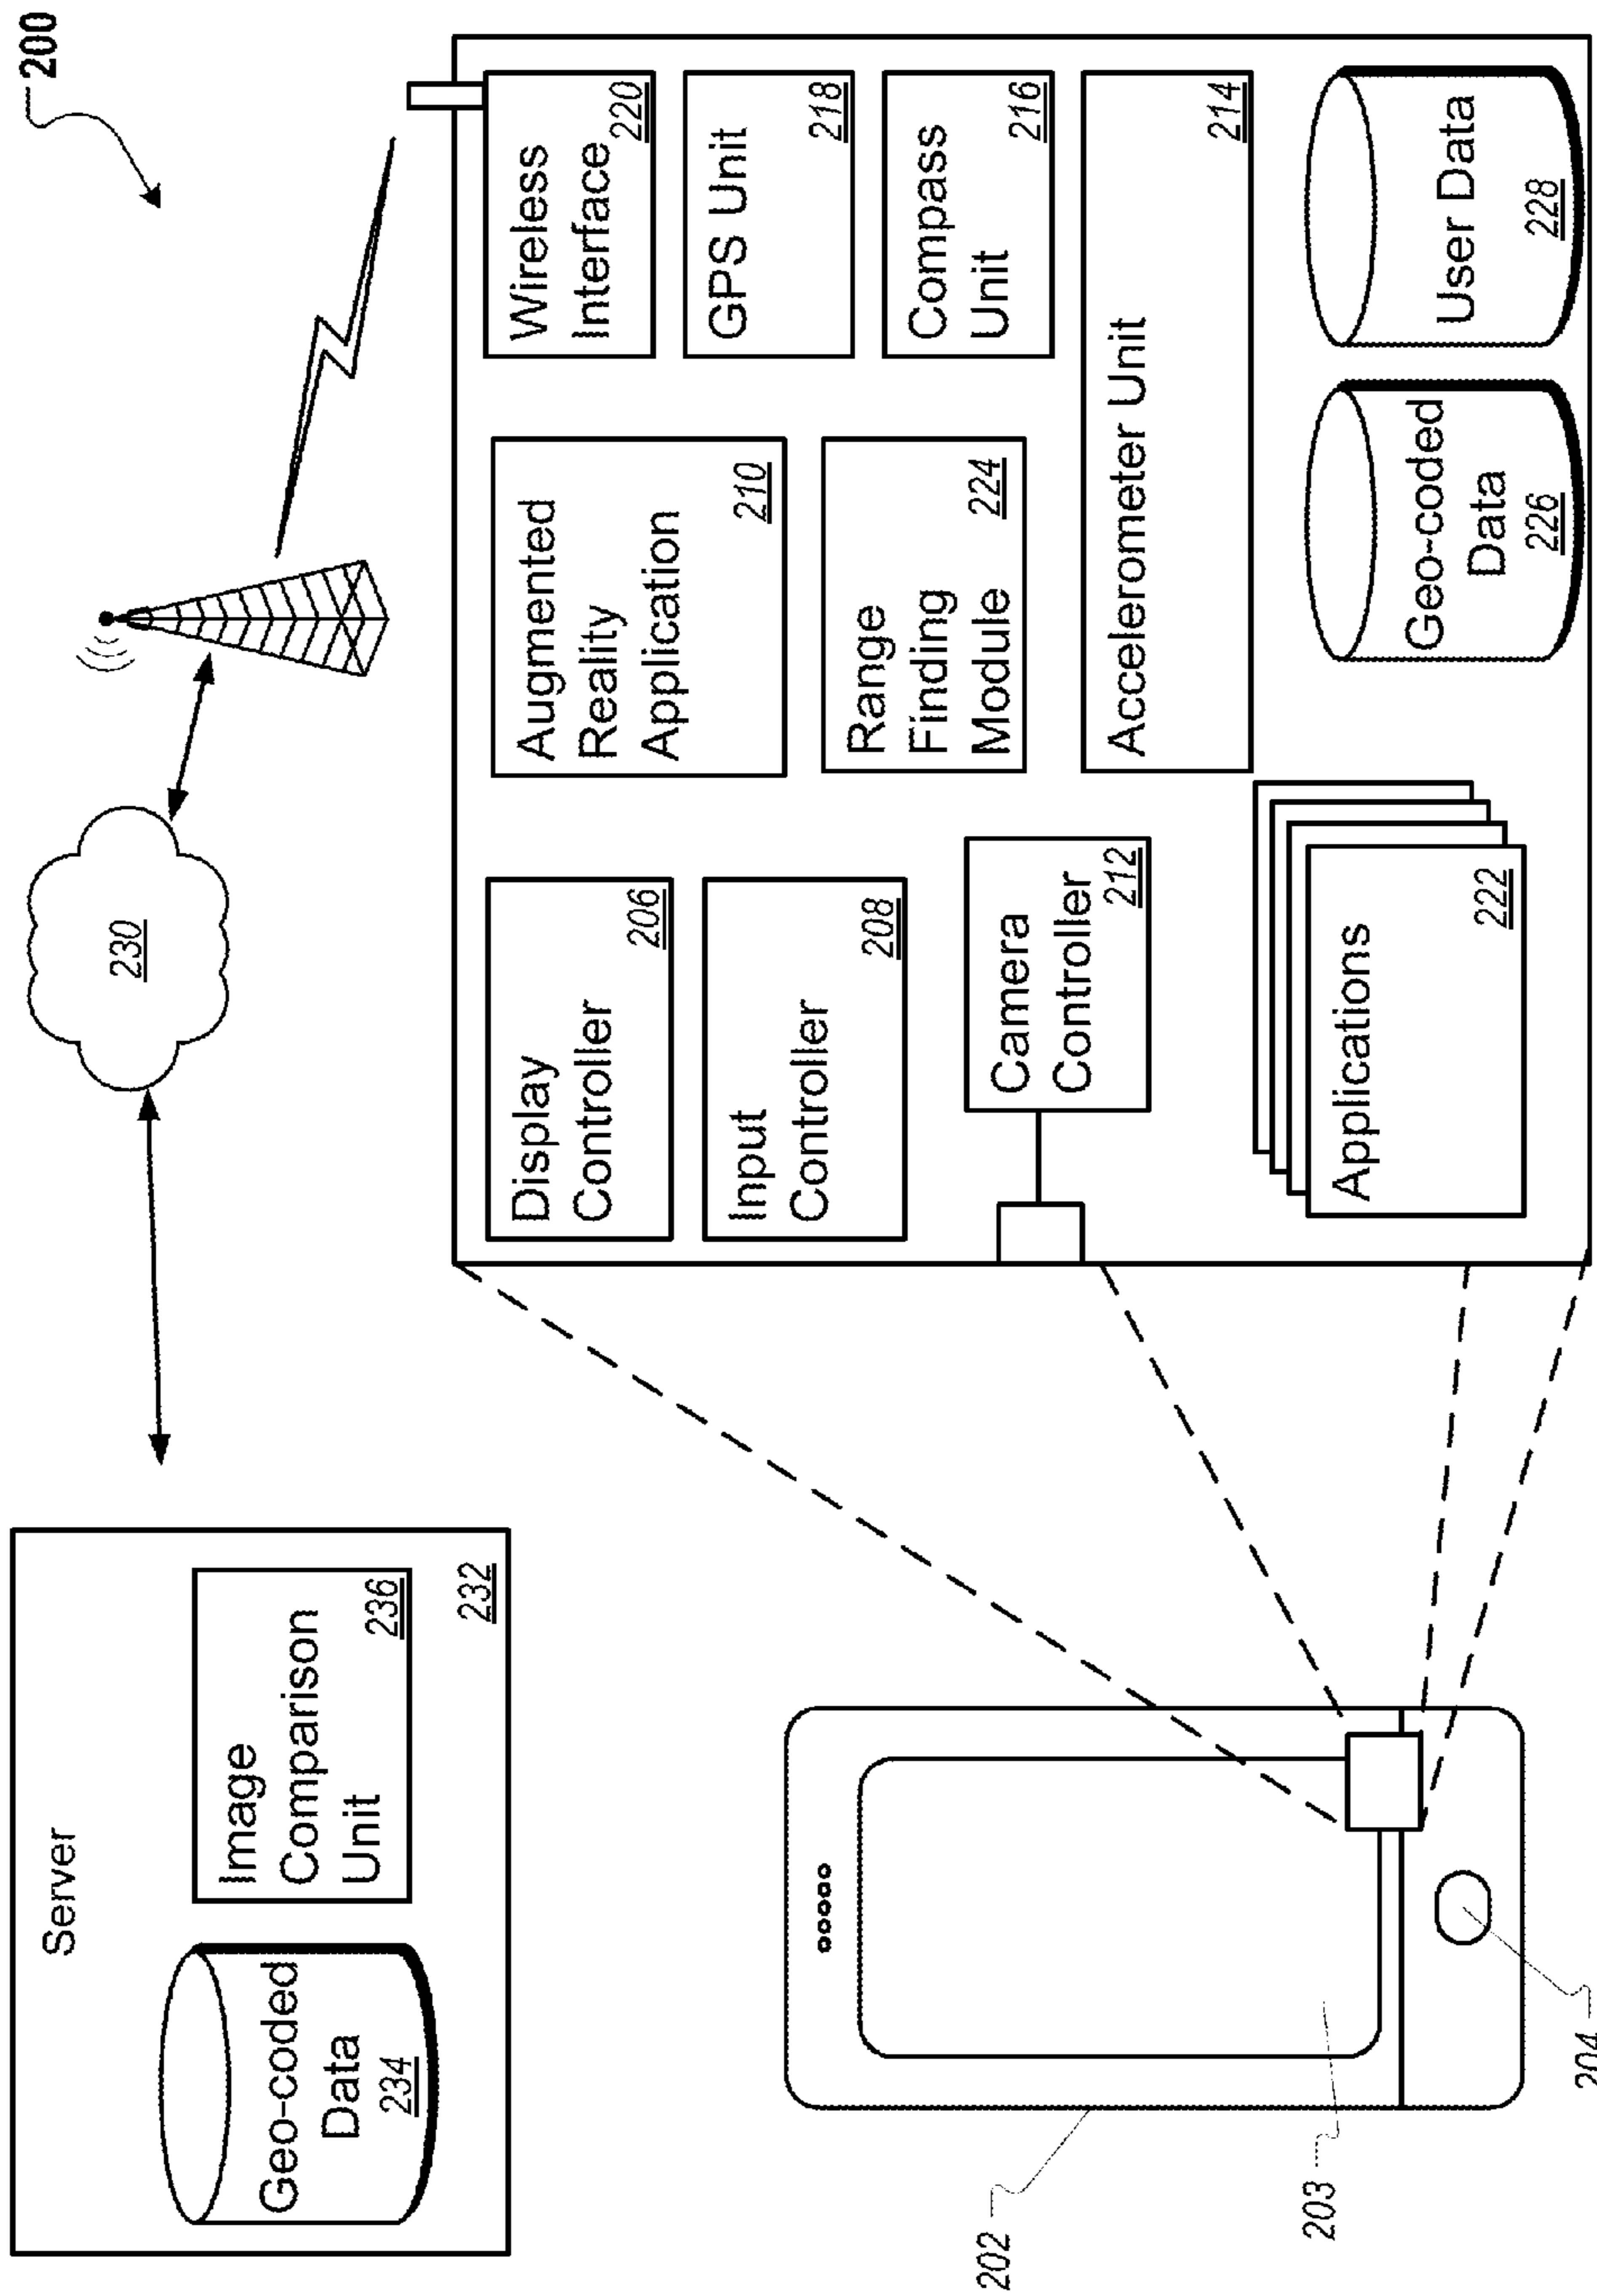 200
Server
Geo-coded
Data
234
Image
Comparison
Unit
236
232
230
202
203
204
Display
Controller
206
Input
Controller
208
Camera
Controller
212
Applications
222
Augmented
Reality
Application
210
Range
Finding
Module
224
Accelerometer Unit
214
Wireless
Interface
220
GPS Unit
218
Compass
Unit
216
Geo-coded
Data
226
User Data
228